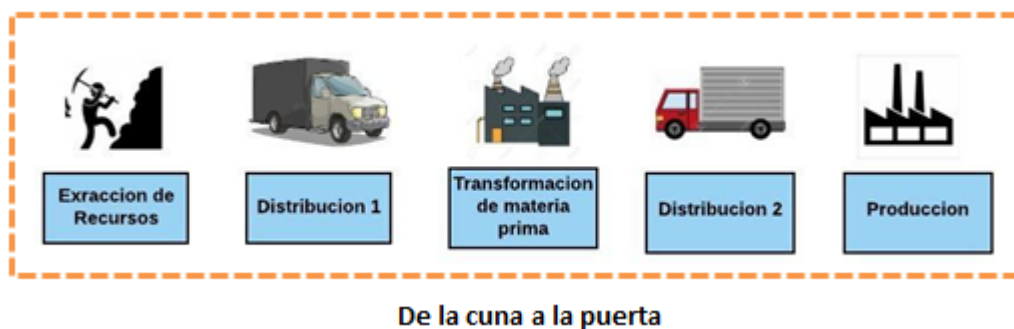 Exraccion de
Recursos
Distribucion 1
Transformacion
de materia
prima
Distribucion 2
Produccion
De la cuna a la puerta